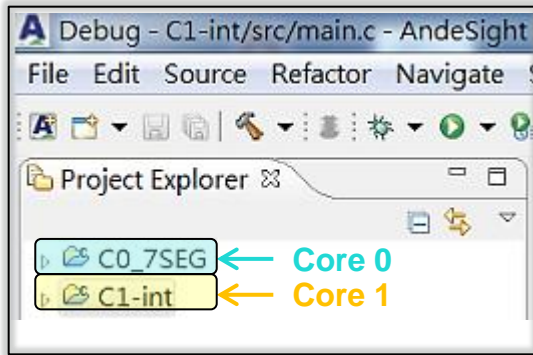 Debug - C1-int/src/main.c - AndeSight
File Edit Source Refactor Navigate
Project Explorer
C0_7SEG Core 0
C1-int Core 1